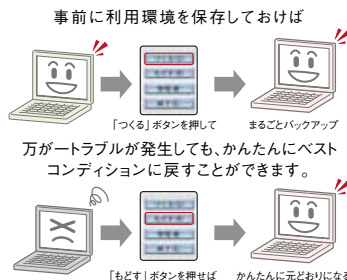 事前に利用環境を保存しておけば
「つくる」ボタンを押して
まるごとバックアップ
万が一トラブルが発生しても、かんたんにベスト
コンディションに戻すことができます。
「もどす」ボタンを押せば
かんたんに元どおりになる